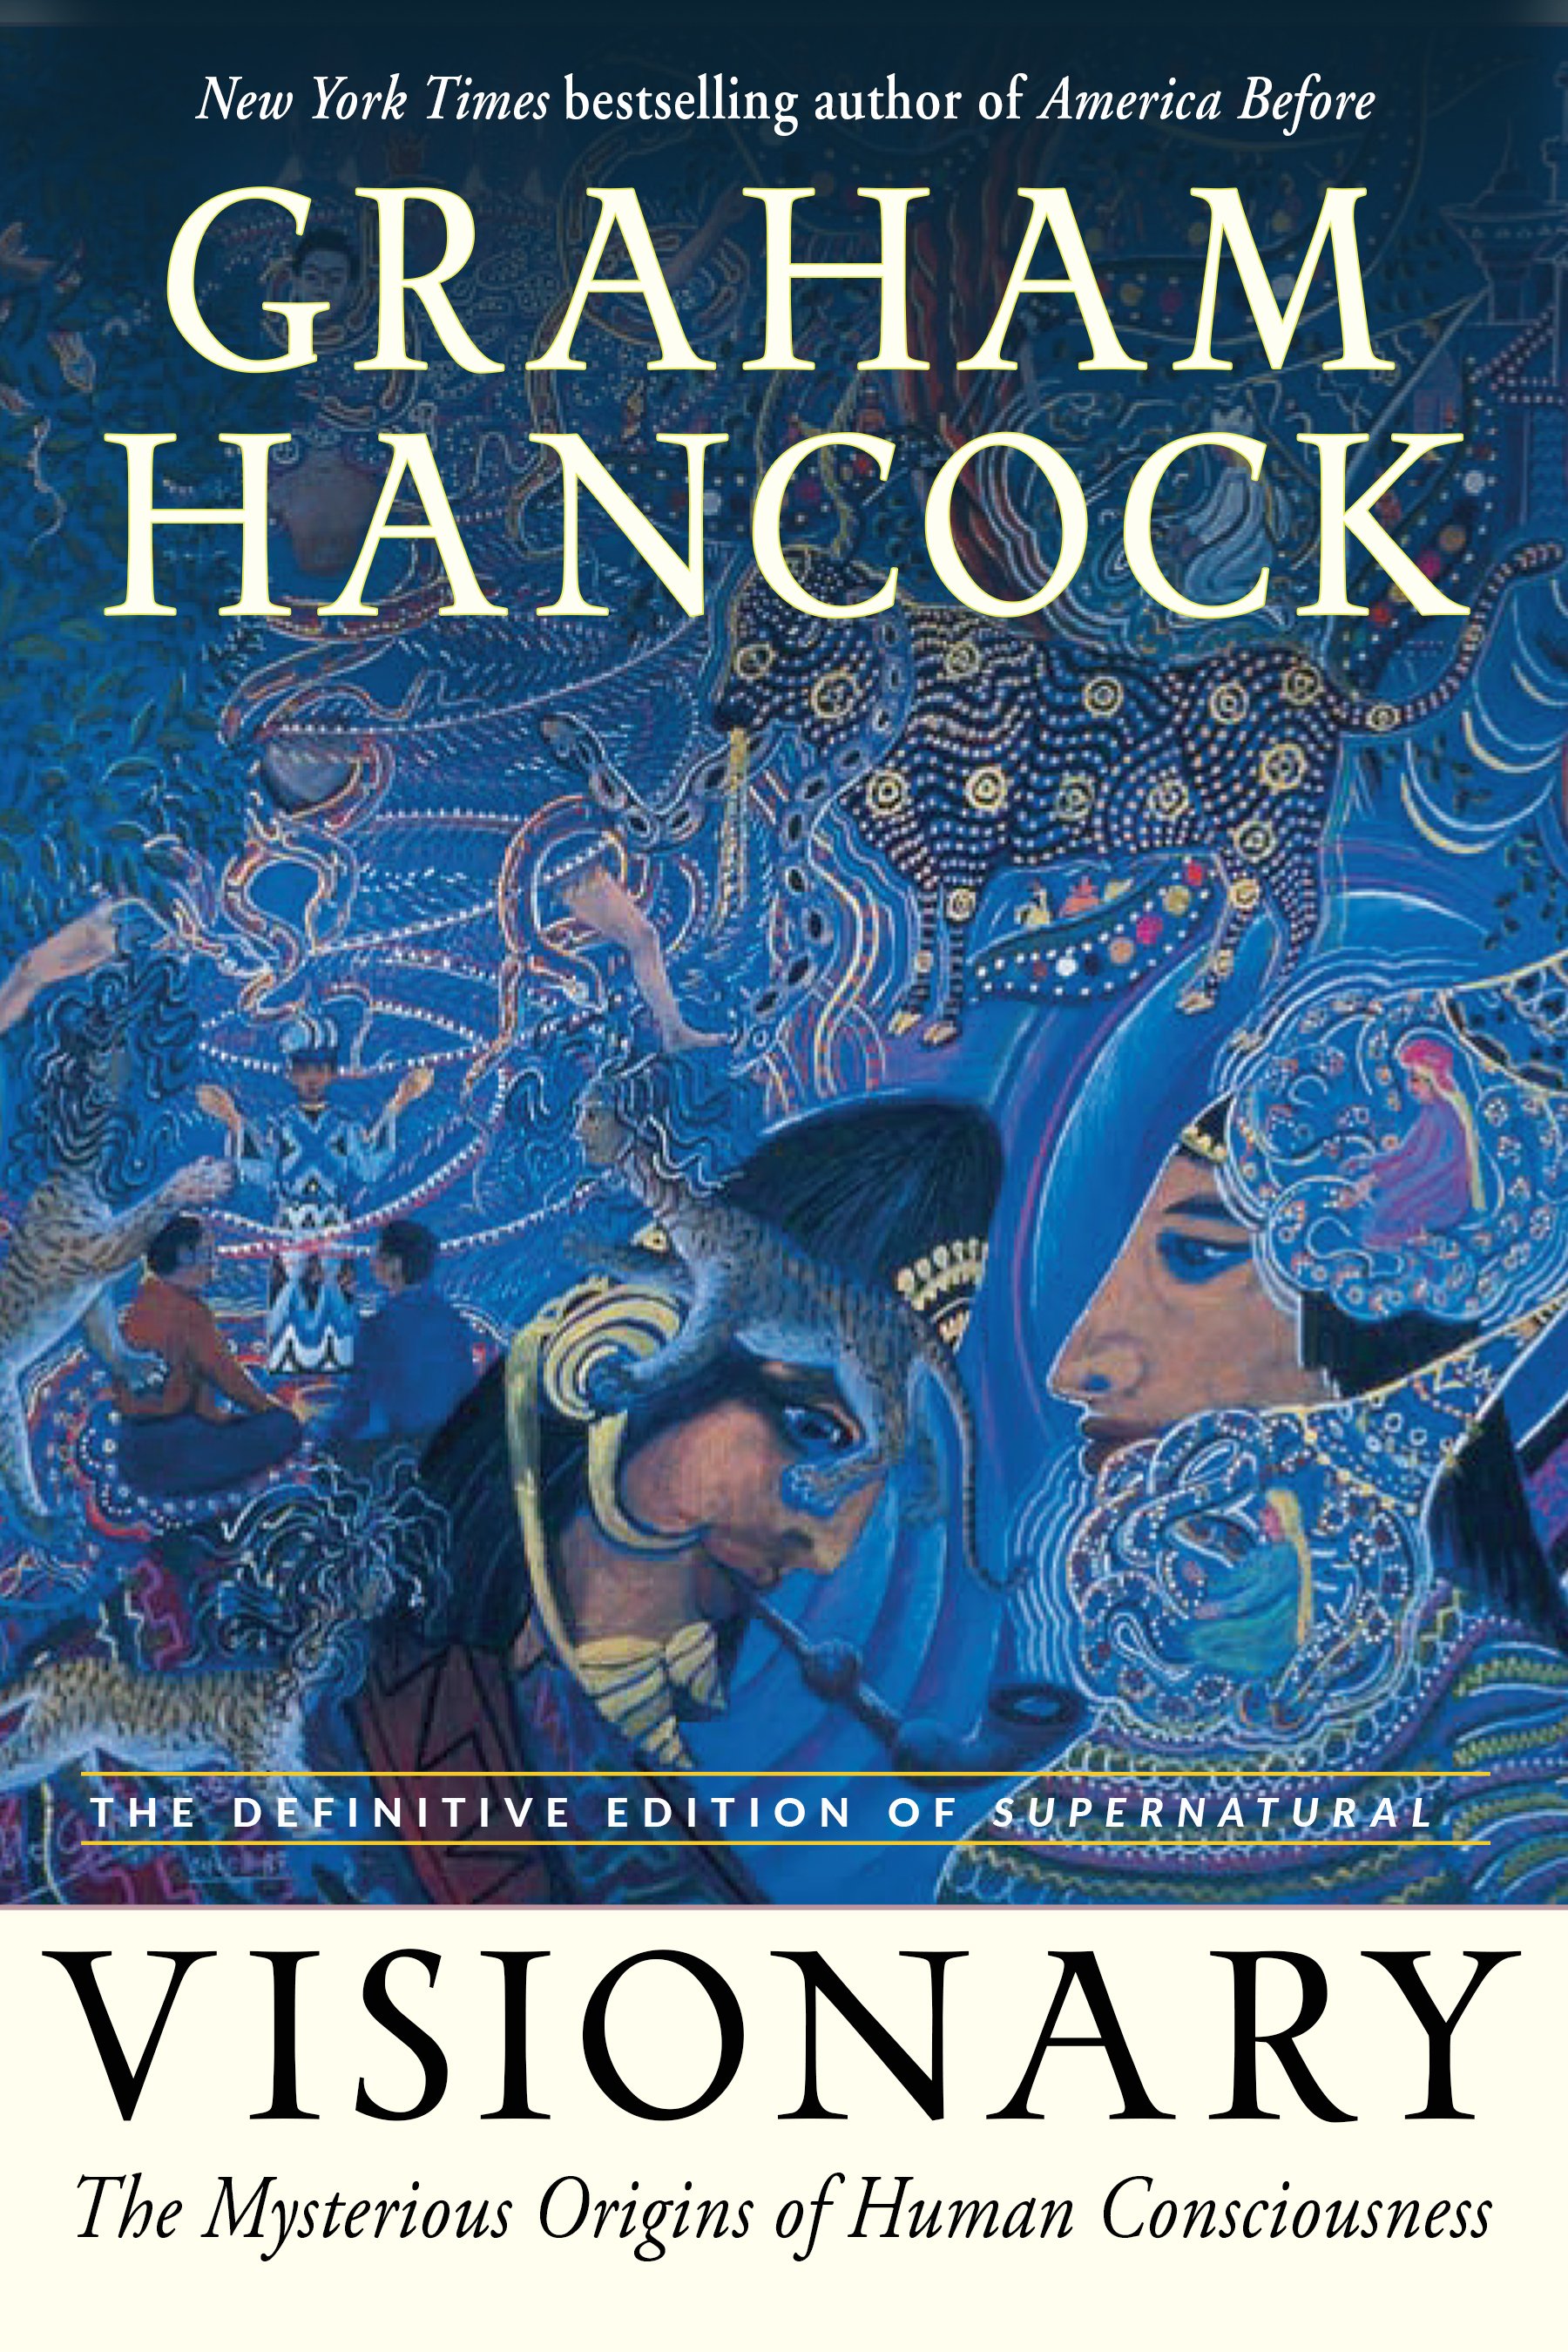 New York Times bestselling author of America Before
GRAHAM
HANCOCK
THE DEFINITIVE EDITION OF SUPERNATURAL
VISIONARY
The Mysterious Origins of Human Consciousness